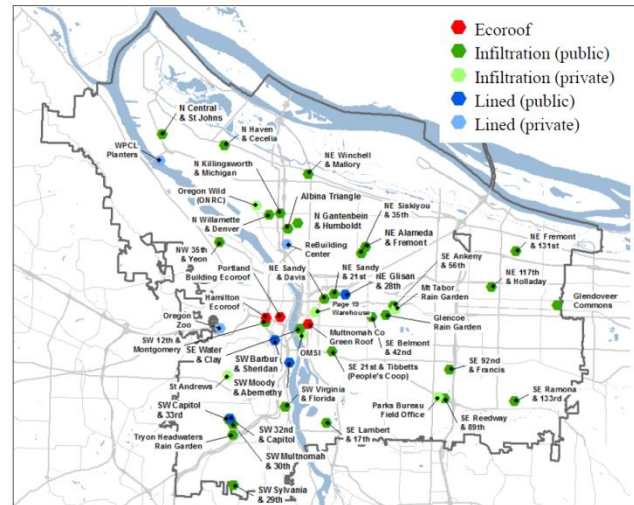 Ecoroof
Infiltration (public)
Infiltration (private)
Lined (public)
Lined (private)
N Central
& St Johns
N Haven
& Cecelia
WPCL
Planters
N Killingsworth
& Michigan
NE Winchell
& Mallory
Oregon Wild
(ONRC)
Albina Triangle
N Willamette
& Denver
N Gantenbein
& Humboldt
NE Siskiyou
& 35th
NW 35th
& Yeon
ReBuilding
Center
NE Alameda
& Fremont
NE Fremont
& 131st
SE Ankeny
& 56th
Portland
Building Ecoroof
NE Sandy
& Davis
NE Sandy
& 21st
NE Glisan
& 28th
NE 117th
& Holladay
Mt Tabor
Rain Garden
Glendoveer
Commons
Hamilton
Ecoroof
Page 19
Warehouse
Glencoe
Rain Garden
Oregon
Zoo
Multnomah Co
Green Roof
SW 12th &
Montgomery
SE Water
& Clay
SE Belmont
& 42nd
OMSI
SW Barbur
& Sheridan
SE 21st & Tibbetts
(People's Coop)
SE 92nd
& Francis
St Andrews
SW Moody
& Abernethy
SW Virginia
& Florida
Parks Bureau
Field Office
SE Ramona
& 133rd
SW Capitol
& 33rd
SW 32nd
& Capitol
SE Reedway
& 89th
Tryon Headwaters
Rain Garden
SE Lambert
& 17th
SW Multnomah
& 30th
SW Sylvania
& 29th